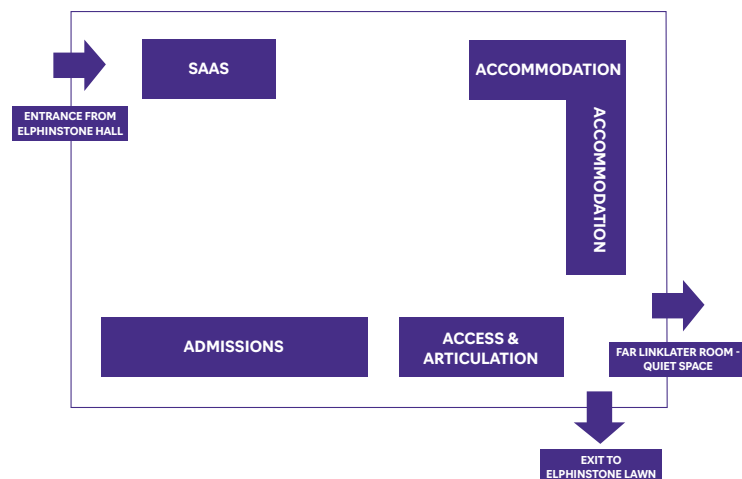 SAAS
ACCOMMODATION
ENTRANCE FROM
ELPHINSTONE HALL
ACCOMMODATION
ADMISSIONS
ACCESS &
ARTICULATION
FAR LINKLATER ROOM -
QUIET SPACE
EXIT TO
ELPHINSTONE LAWN